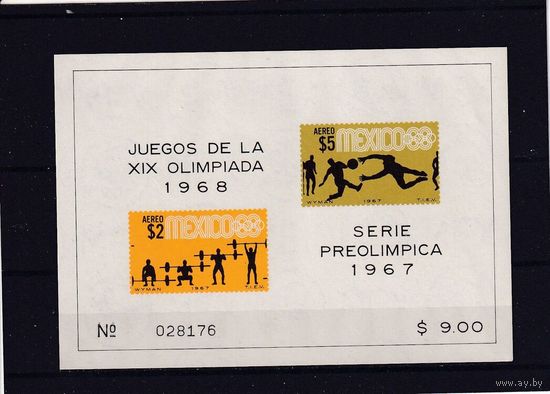 JUEGOS DE LA
XIX OLIMPIADA
1968
AEREO
$5
MEXICO68
WYMAN 1967 T.I.E.V.
AEREO
$2
MEXICO68
WYMAN 1967 T.I.E.V.
SERIE
PREOLIMPICA
1967
Nº 028176
$ 9.00
www.ay.by